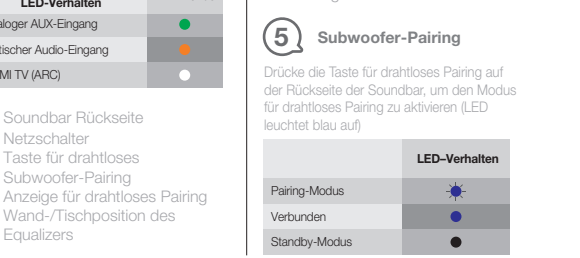 LED-Verhalten
AUX-Eingang
Audio-Eingang
TV (ARC)
Soundbar Rückseite
Netzschalter
Taste für drahtloses
Subwoofer-Pairing
Anzeige für drahtloses Pairing
Wand-/Tischposition des
Equalizers
5 Subwoofer-Pairing
Drücke die Taste für drahtloses Pairing auf
der Rückseite der Soundbar, um den Modus
für drahtloses Pairing zu aktivieren (LED
leuchtet blau auf)
LED–Verhalten
Pairing-Modus
Verbunden
Standby-Modus